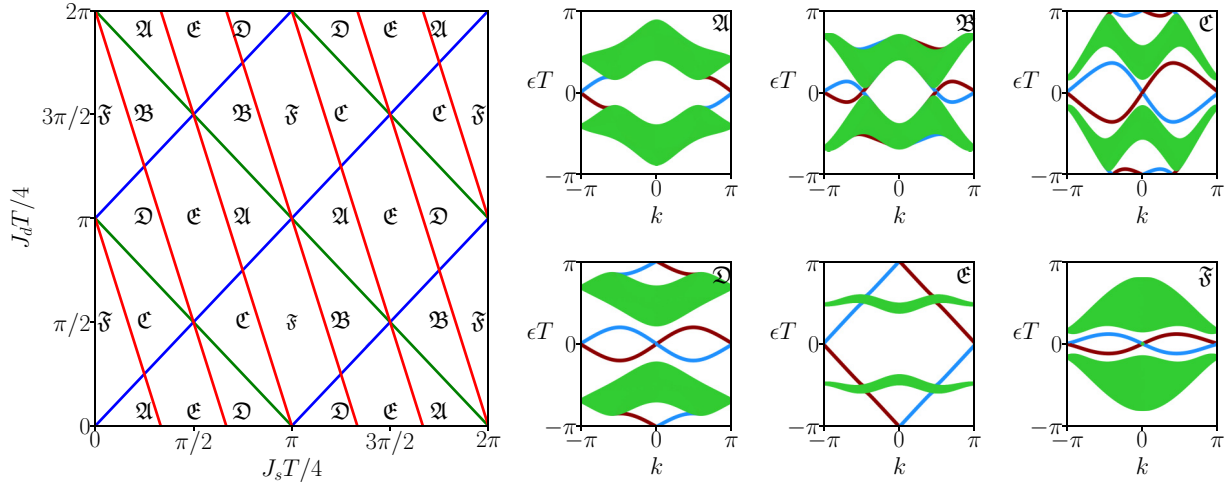 2π 𝔄 𝔈 𝔇 𝔇 𝔈 𝔄
3π/2 𝔉 𝔅 𝔅 𝔉 ℭ ℭ 𝔉
J_dT/4
π 𝔇 𝔈 𝔄 𝔄 𝔈 𝔇
π/2 𝔉 ℭ ℭ 𝔉 𝔅 𝔅 𝔉
0 𝔄 𝔈 𝔇 𝔇 𝔈 𝔄
0 π/2 π 3π/2 2π
J_sT/4
π 𝔄
ϵT
0
−π
−π 0 π
k
π 𝔅
ϵT
0
−π
−π 0 π
k
π ℭ
ϵT
0
−π
−π 0 π
k
π 𝔇
ϵT
0
−π
−π 0 π
k
π 𝔈
ϵT
0
−π
−π 0 π
k
π 𝔉
ϵT
0
−π
−π 0 π
k